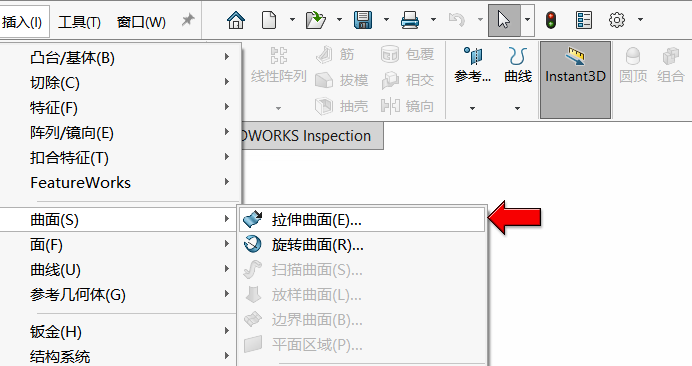 插入(I) 工具(T) 窗口(W)
凸台/基体(B)
切除(C)
特征(F)
阵列/镜向(E)
扣合特征(T)
FeatureWorks
曲面(S)
面(F)
曲线(U)
参考几何体(G)
钣金(H)
结构系统
线性阵列
筋
拔模
抽壳
包覆
相交
镜向
参考...
曲线
Instant3D
圆顶
组合
DWORKS Inspection
拉伸曲面(E)...
旋转曲面(R)...
扫描曲面(S)...
放样曲面(L)...
边界曲面(B)...
平面区域(P)...